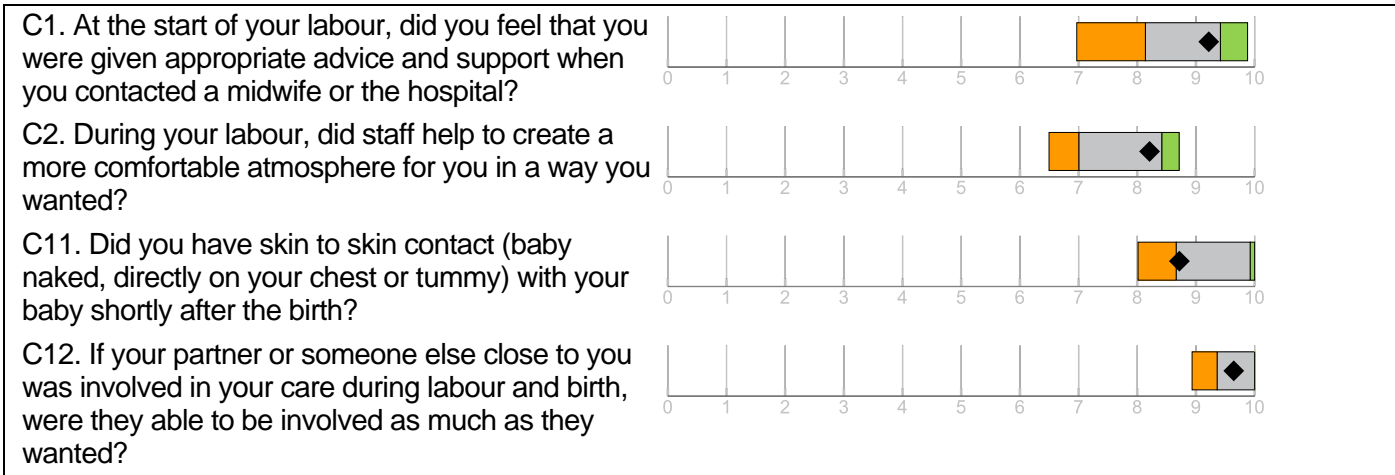 C1. At the start of your labour, did you feel that you
were given appropriate advice and support when
you contacted a midwife or the hospital?
0 1 2 3 4 5 6 7 8 9 10
C2. During your labour, did staff help to create a
more comfortable atmosphere for you in a way you
wanted?
0 1 2 3 4 5 6 7 8 9 10
C11. Did you have skin to skin contact (baby
naked, directly on your chest or tummy) with your
baby shortly after the birth?
0 1 2 3 4 5 6 7 8 9 10
C12. If your partner or someone else close to you
was involved in your care during labour and birth,
were they able to be involved as much as they
wanted?
0 1 2 3 4 5 6 7 8 9 10